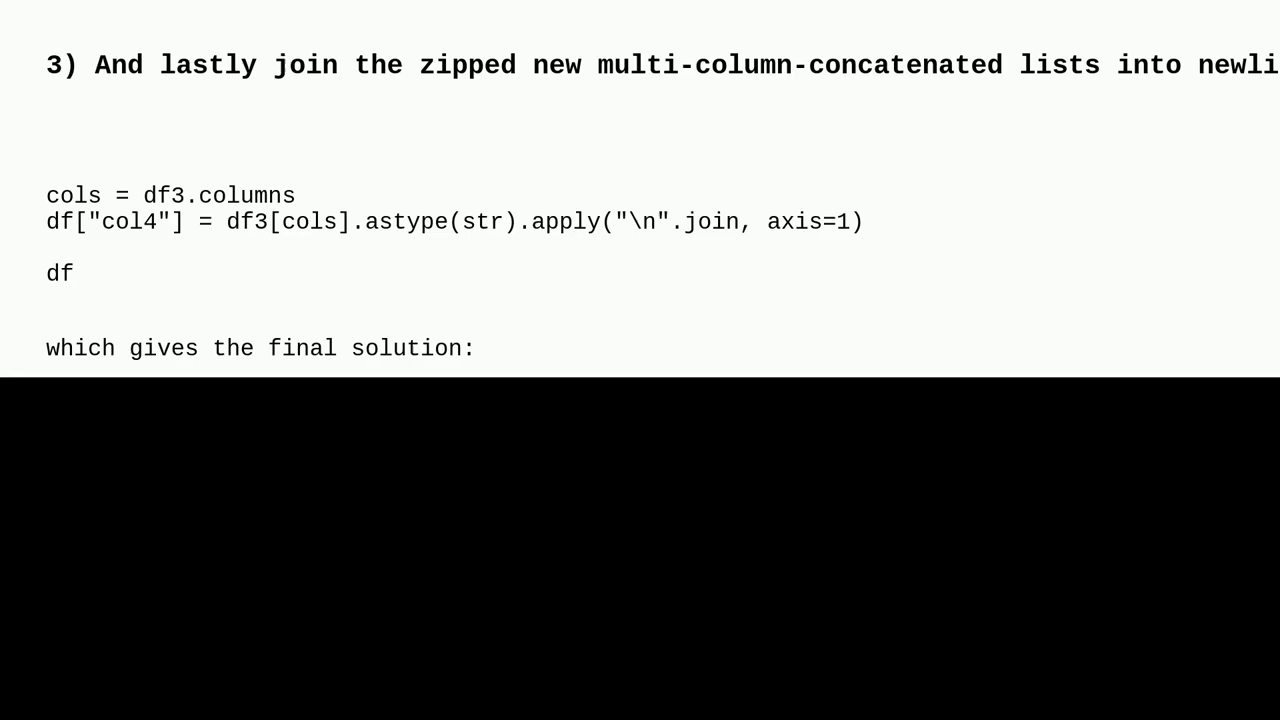 3) And lastly join the zipped new multi-column-concatenated lists into newli
cols = df3.columns
df["col4"] = df3[cols].astype(str).apply("\n".join, axis=1)
df
which gives the final solution: